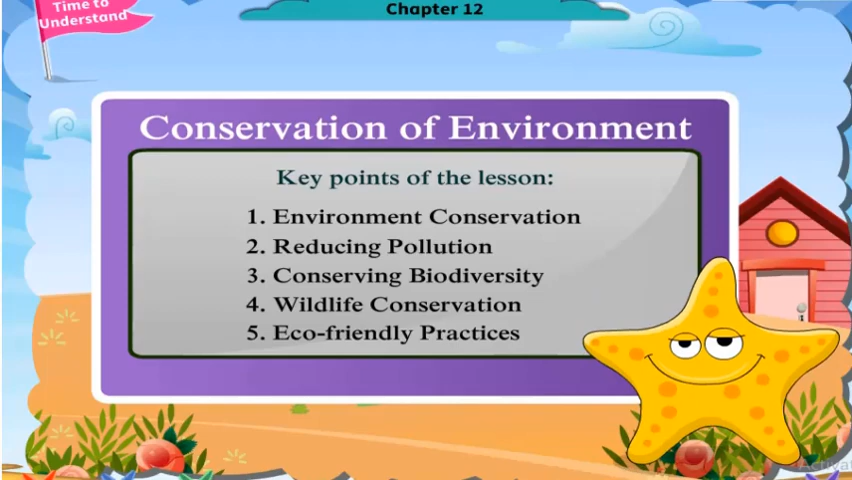 Time to
Understand
Chapter 12
Conservation of Environment
Key points of the lesson:
1. Environment Conservation
2. Reducing Pollution
3. Conserving Biodiversity
4. Wildlife Conservation
5. Eco-friendly Practices